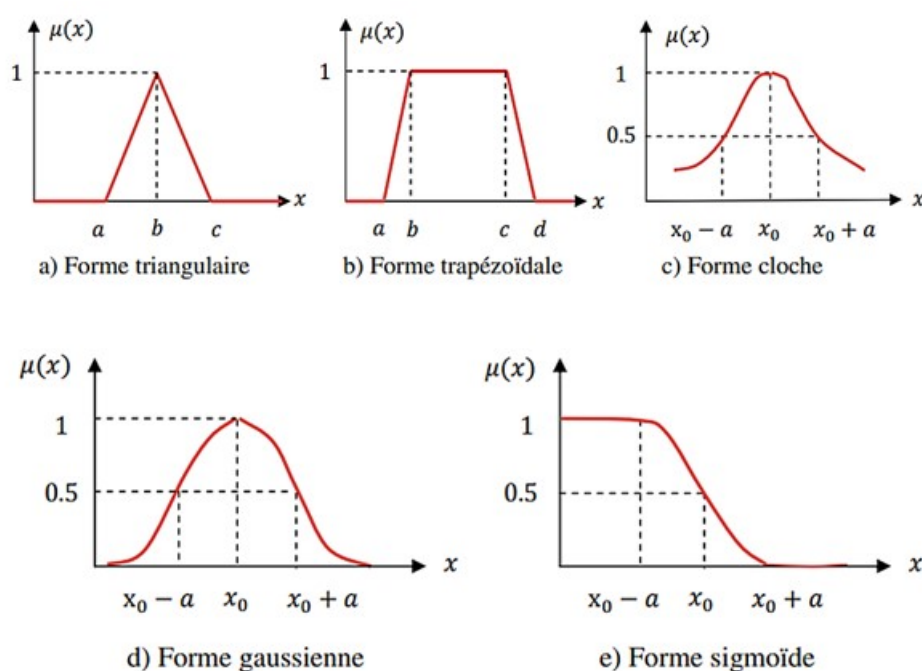 μ(x)
1
x
a b c
a) Forme triangulaire
μ(x)
1
x
a b c d
b) Forme trapézoïdale
μ(x)
1
0.5
x
x₀ − a x₀ x₀ + a
c) Forme cloche
μ(x)
1
0.5
x
x₀ − a x₀ x₀ + a
d) Forme gaussienne
μ(x)
1
0.5
x
x₀ − a x₀ x₀ + a
e) Forme sigmoïde